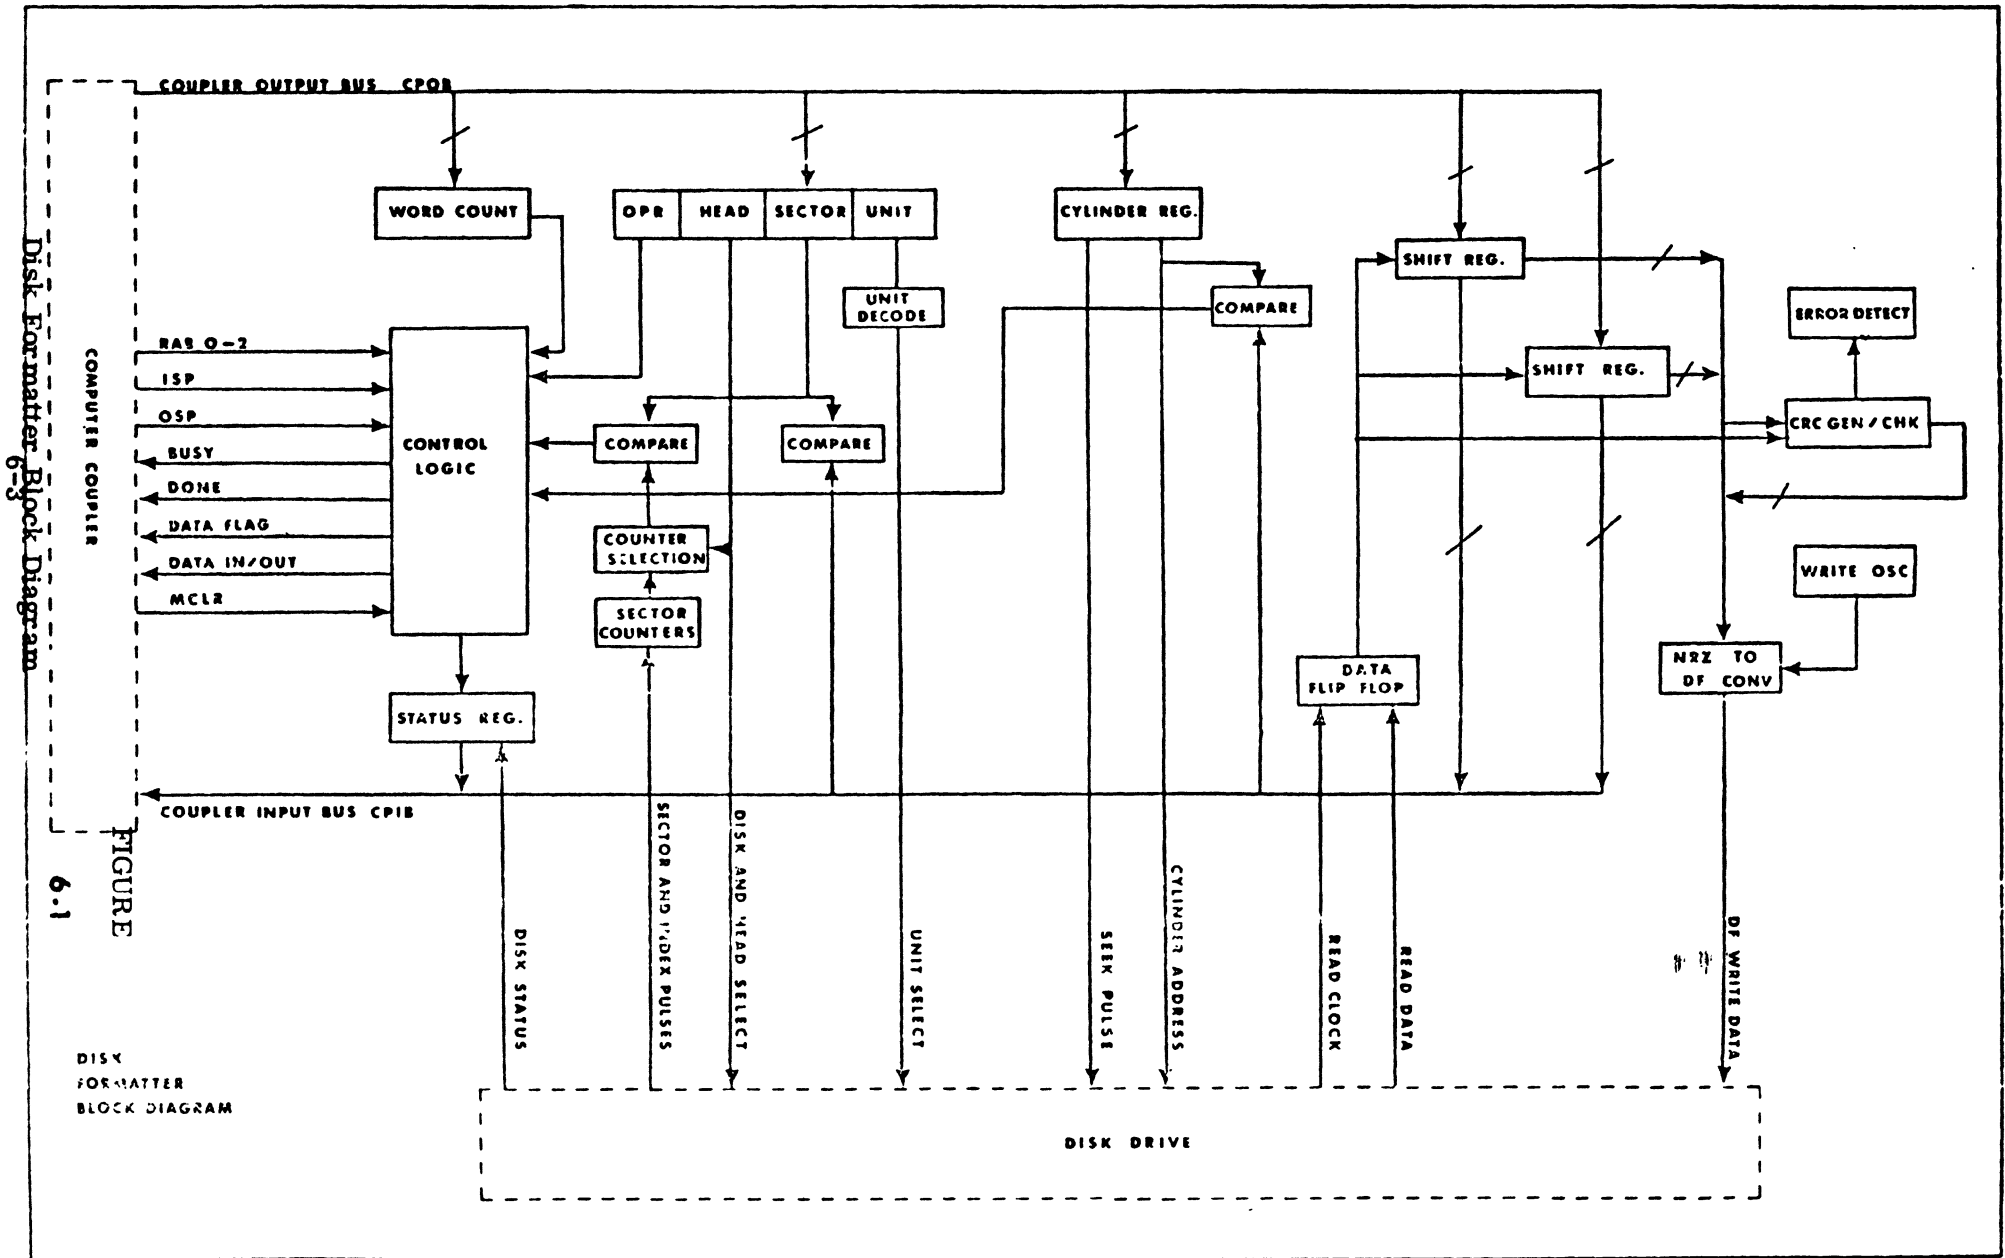 COUPLER OUTPUT BUS CPOB
WORD COUNT
OPR
HEAD
SECTOR
UNIT
CYLINDER REG.
SHIFT REG.
UNIT
DECODE
COMPARE
ERROR DETECT
SHIFT REG.
COMPUTER COUPLER
RAB 0-2
ISP
OSP
BUSY
DONE
DATA FLAG
DATA IN/OUT
MCLR
CONTROL
LOGIC
COMPARE
COMPARE
CRC GEN/CHK
COUNTER
SELECTION
SECTOR
COUNTERS
WRITE OSC
DATA
FLIP FLOP
NRZ TO
DF CONV
STATUS REG.
COUPLER INPUT BUS CPIB
DISK STATUS
SECTOR AND INDEX PULSES
DISK AND HEAD SELECT
UNIT SELECT
SEEK PULSE
CYLINDER ADDRESS
READ CLOCK
READ DATA
DF WRITE DATA
DISK DRIVE
DISK
FORMATTER
BLOCK DIAGRAM
FIGURE 6.1
Disk Formatter Block Diagram
6-3